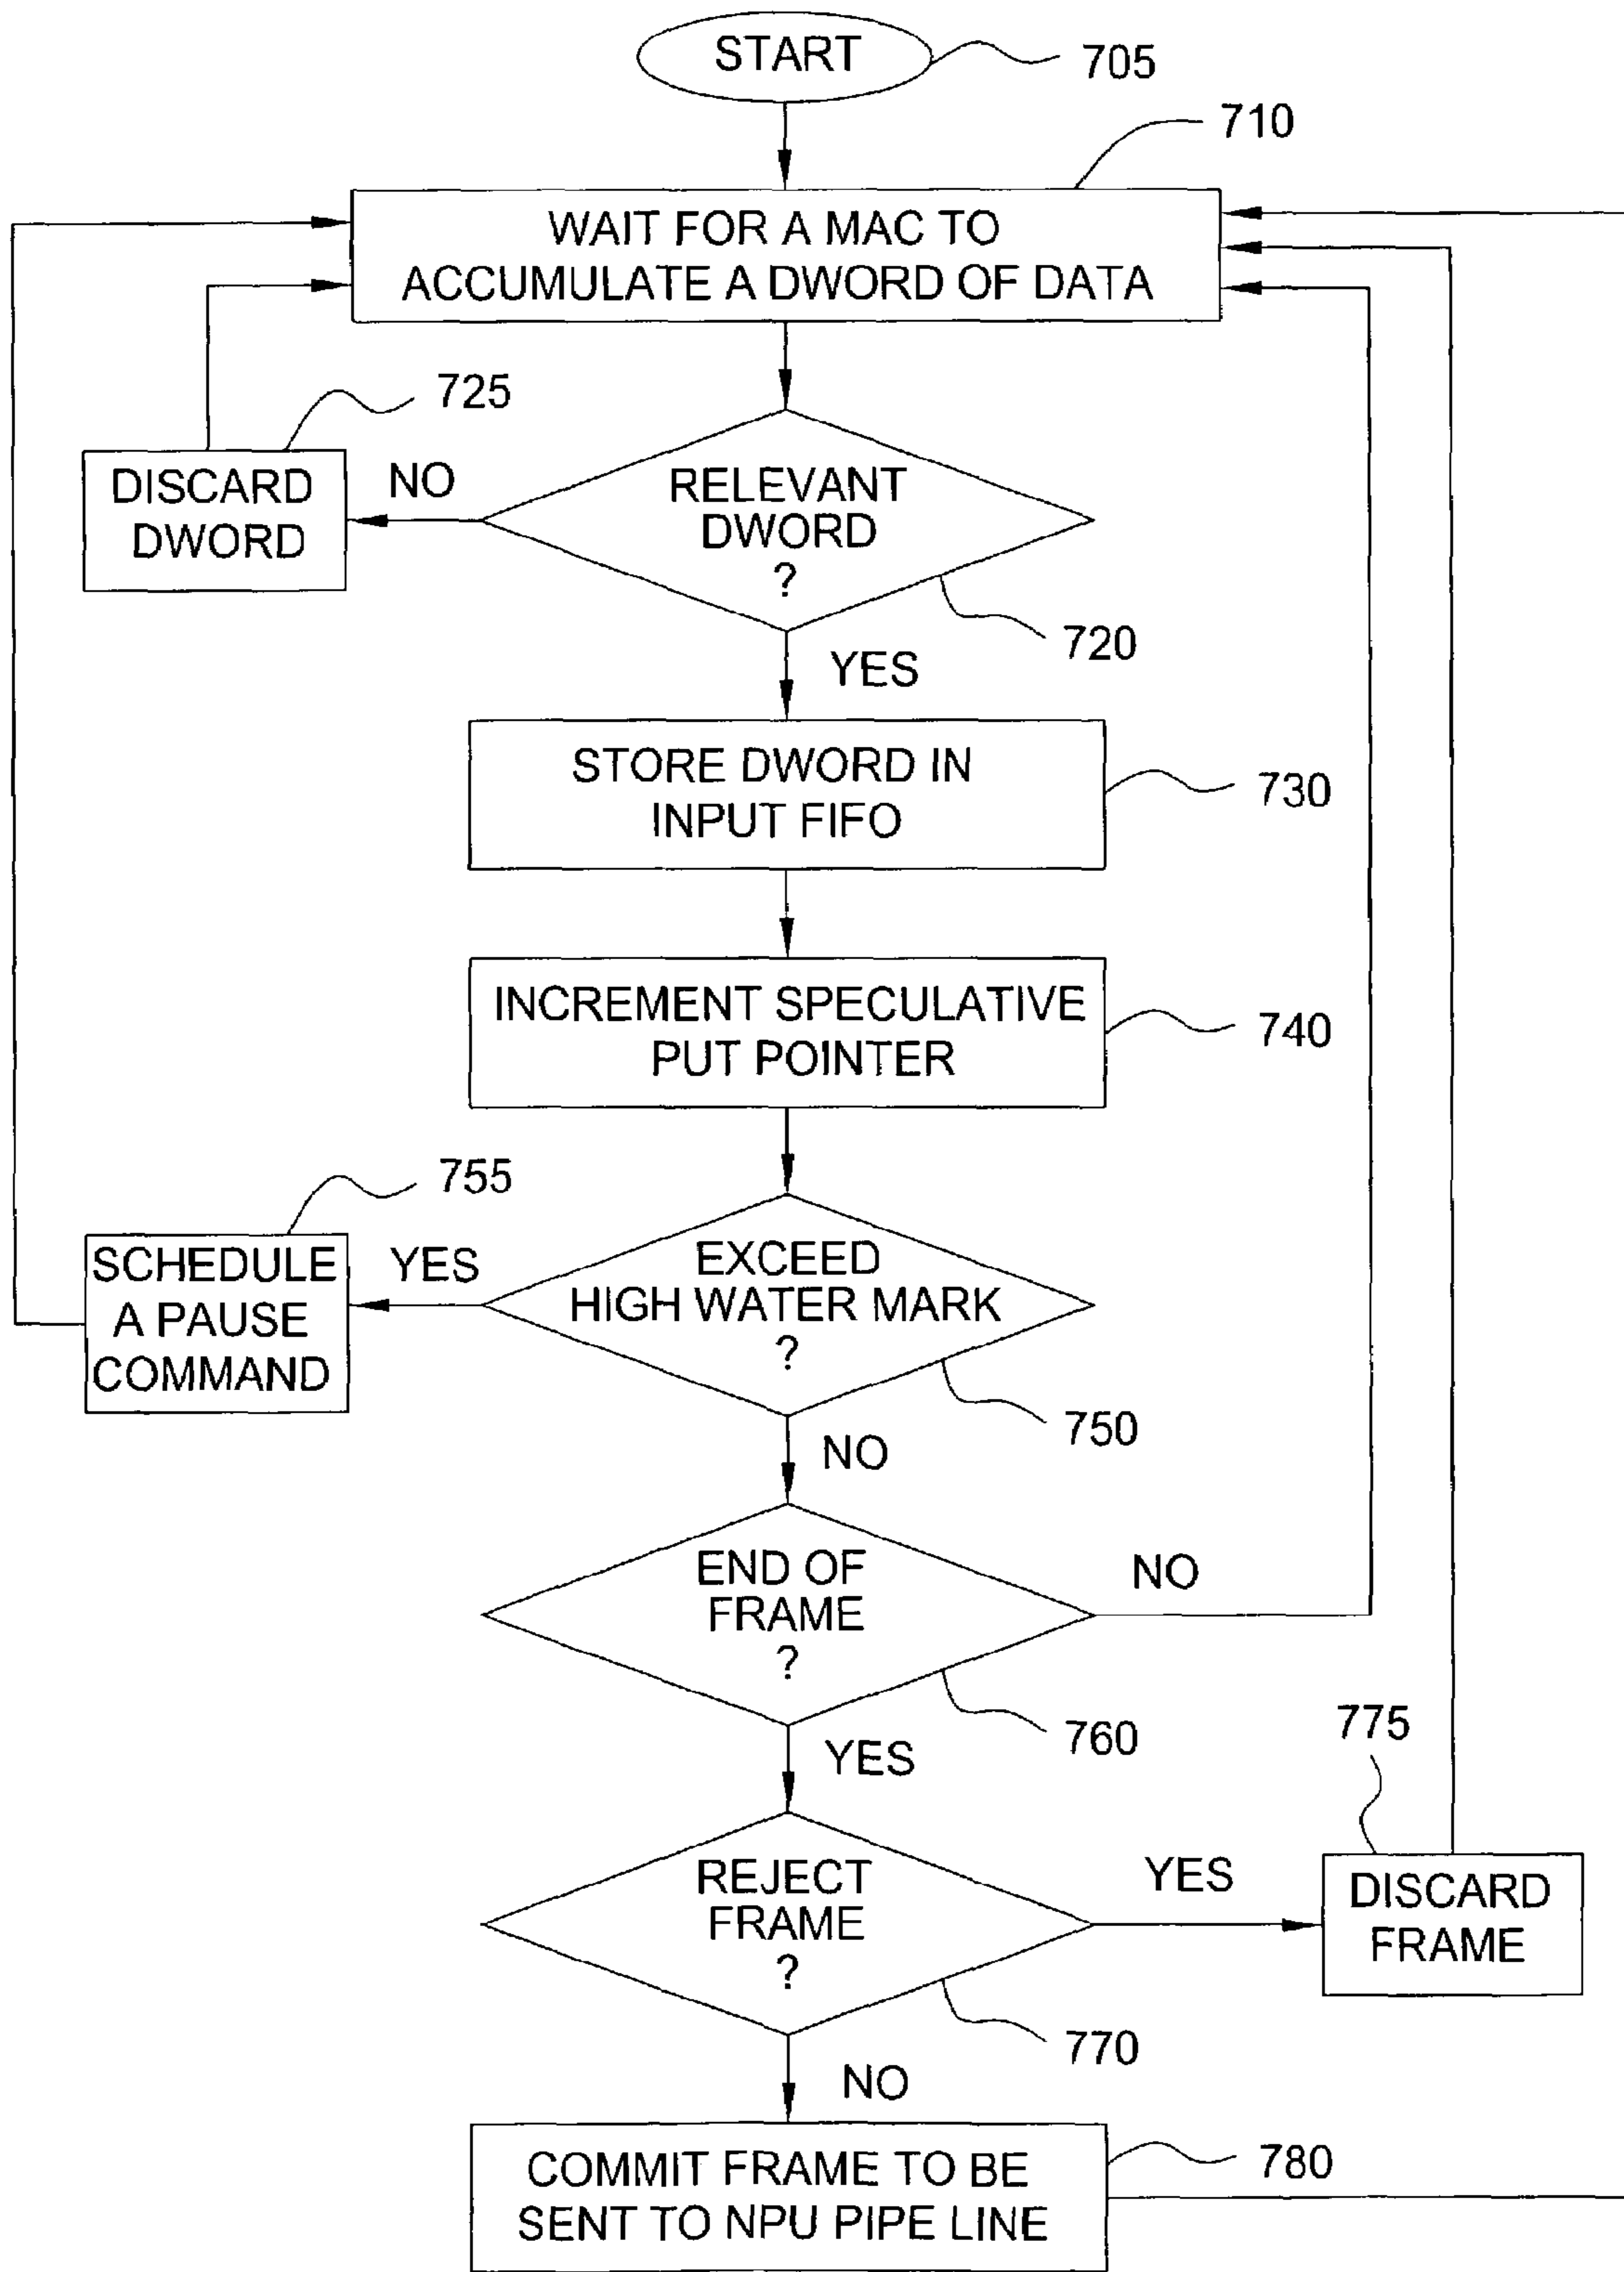 START
705
710
WAIT FOR A MAC TO
ACCUMULATE A DWORD OF DATA
725
DISCARD
DWORD
NO
RELEVANT
DWORD
?
720
YES
STORE DWORD IN
INPUT FIFO
730
INCREMENT SPECULATIVE
PUT POINTER
740
755
SCHEDULE
A PAUSE
COMMAND
YES
EXCEED
HIGH WATER MARK
?
750
NO
END OF
FRAME
?
NO
760
YES
775
REJECT
FRAME
?
YES
DISCARD
FRAME
770
NO
COMMIT FRAME TO BE
SENT TO NPU PIPE LINE
780